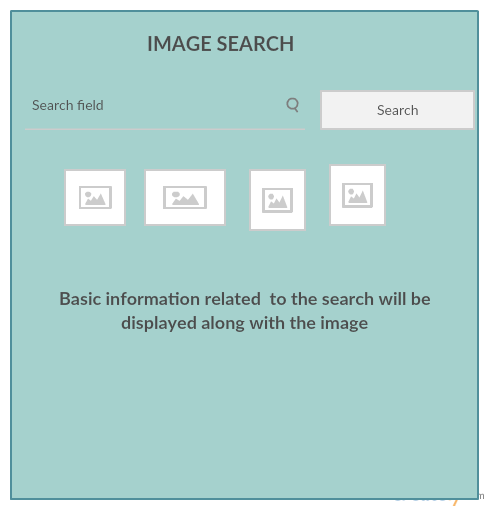 IMAGE SEARCH
Search field
Search
Basic information related  to the search will be
displayed along with the image